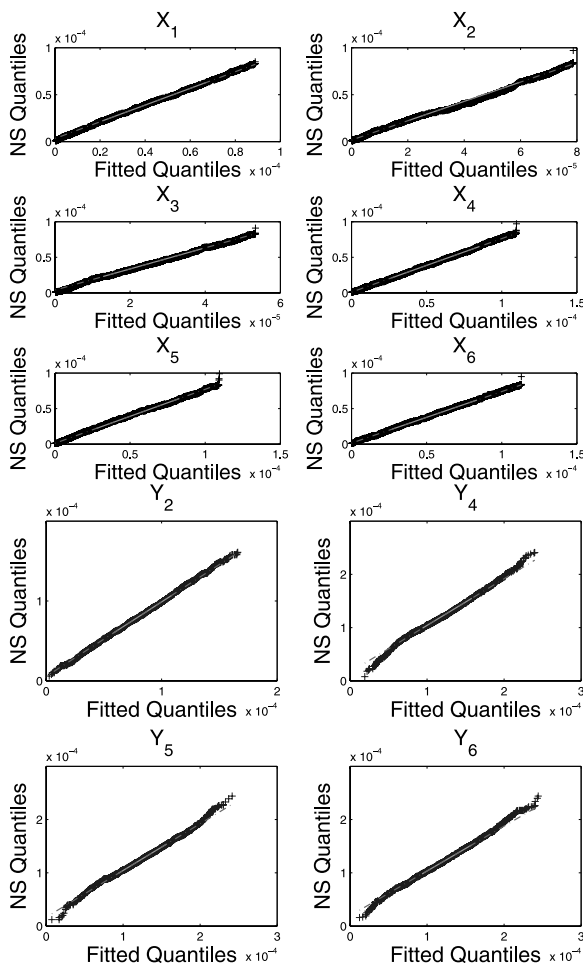 X1
X2
× 10−4
× 10−4
NS Quantiles
1
0.5
0
0 0.2 0.4 0.6 0.8 1
Fitted Quantiles × 10−4
NS Quantiles
1
0.5
0
0 2 4 6 8
Fitted Quantiles × 10−5
X3
X4
× 10−4
× 10−4
NS Quantiles
1
0.5
0
0 2 4 6
Fitted Quantiles × 10−5
NS Quantiles
1
0.5
0
0 0.5 1 1.5
Fitted Quantiles × 10−4
X5
X6
× 10−4
× 10−4
NS Quantiles
1
0.5
0
0 0.5 1 1.5
Fitted Quantiles × 10−4
NS Quantiles
1
0.5
0
0 0.5 1 1.5
Fitted Quantiles × 10−4
Y2
Y4
× 10−4
× 10−4
NS Quantiles
1
0
0 1 2
Fitted Quantiles × 10−4
NS Quantiles
2
1
0
0 1 2 3
Fitted Quantiles × 10−4
Y5
Y6
× 10−4
× 10−4
NS Quantiles
2
1
0
0 1 2 3
Fitted Quantiles × 10−4
NS Quantiles
2
1
0
0 1 2 3
Fitted Quantiles × 10−4